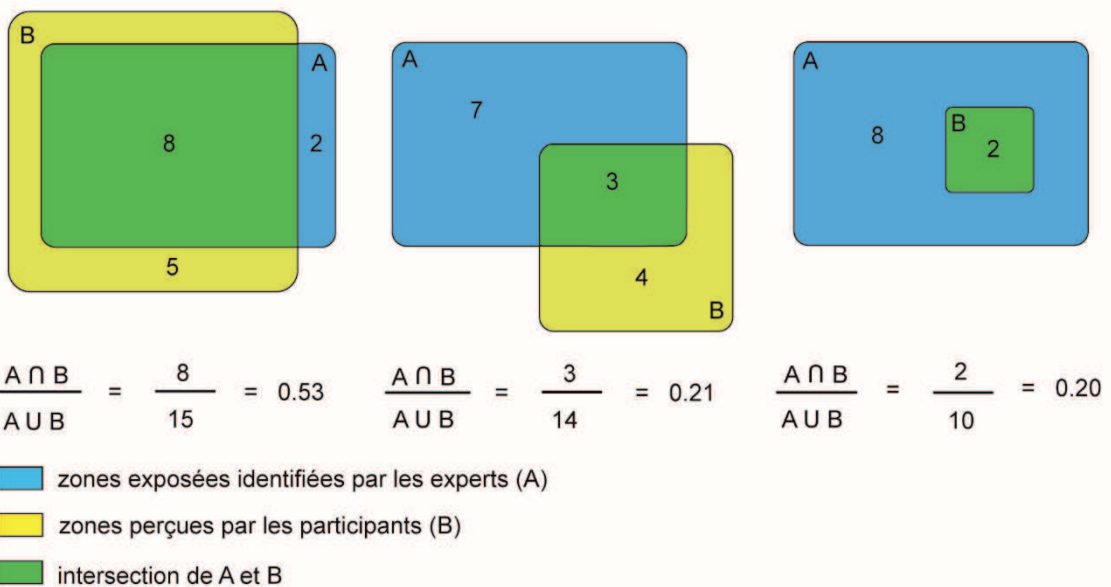 B
A
8
2
5
A
7
3
4
B
A
8
B
2
A ∩ B / A ∪ B = 8 / 15 = 0.53
A ∩ B / A ∪ B = 3 / 14 = 0.21
A ∩ B / A ∪ B = 2 / 10 = 0.20
zones exposées identifiées par les experts (A)
zones perçues par les participants (B)
intersection de A et B